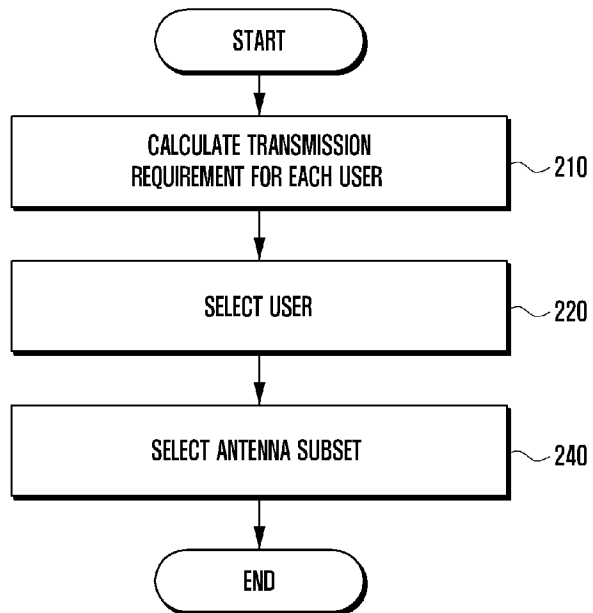 START
CALCULATE TRANSMISSION
REQUIREMENT FOR EACH USER
210
SELECT USER
220
SELECT ANTENNA SUBSET
240
END